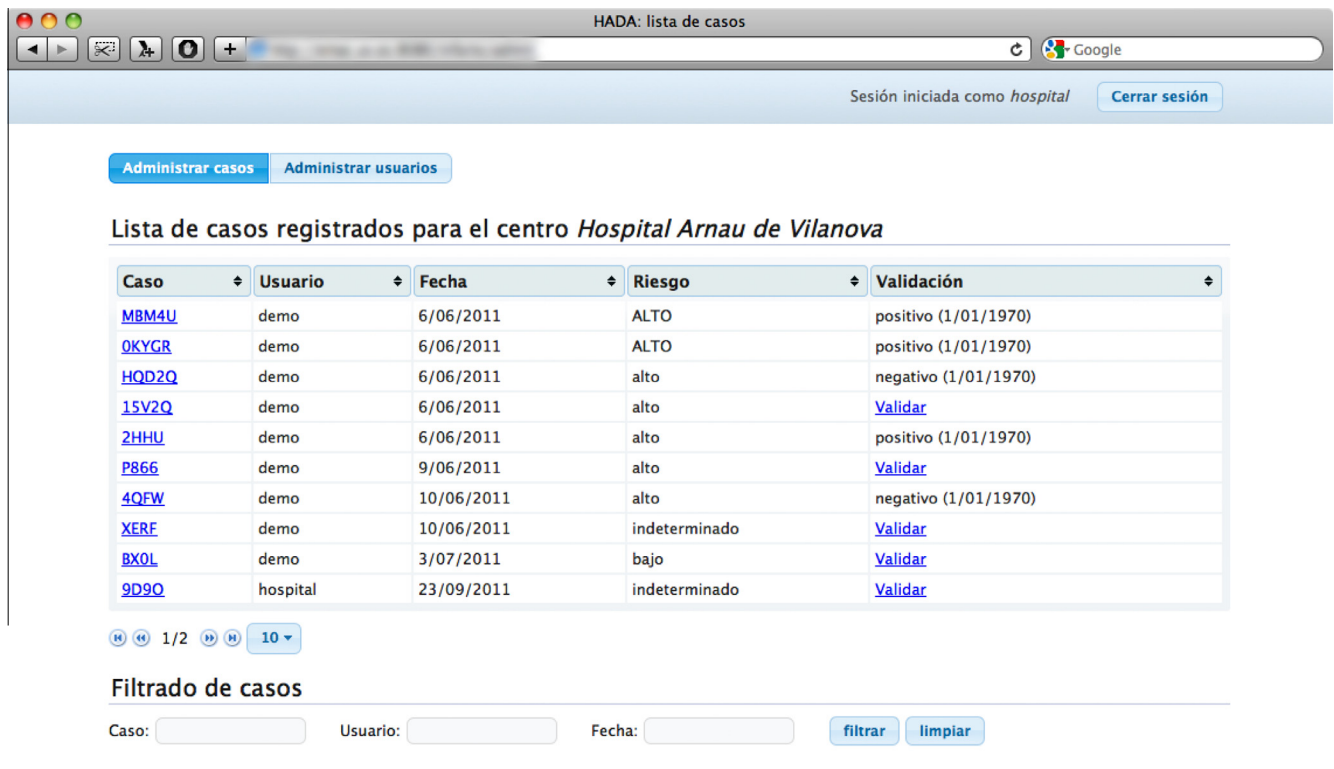 HADA: lista de casos
Google
Sesión iniciada como hospital Cerrar sesión
Administrar casos Administrar usuarios
Lista de casos registrados para el centro Hospital Arnau de Vilanova
Caso Usuario Fecha Riesgo Validación
MBM4U demo 6/06/2011 ALTO positivo (1/01/1970)
0KYGR demo 6/06/2011 ALTO positivo (1/01/1970)
HQD2Q demo 6/06/2011 alto negativo (1/01/1970)
15V2Q demo 6/06/2011 alto Validar
2HHU demo 6/06/2011 alto positivo (1/01/1970)
P866 demo 9/06/2011 alto Validar
4QFW demo 10/06/2011 alto negativo (1/01/1970)
XERF demo 10/06/2011 indeterminado Validar
BX0L demo 3/07/2011 bajo Validar
9D9O hospital 23/09/2011 indeterminado Validar
1/2 10
Filtrado de casos
Caso: Usuario: Fecha: filtrar limpiar